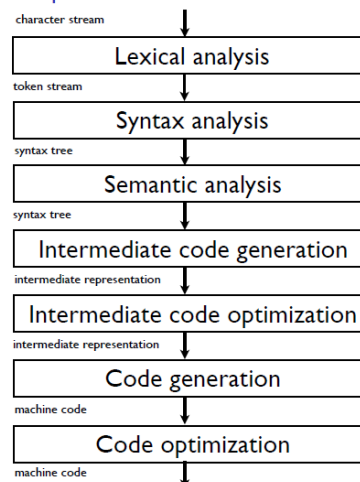 character stream
Lexical analysis
token stream
Syntax analysis
syntax tree
Semantic analysis
syntax tree
Intermediate code generation
intermediate representation
Intermediate code optimization
intermediate representation
Code generation
machine code
Code optimization
machine code